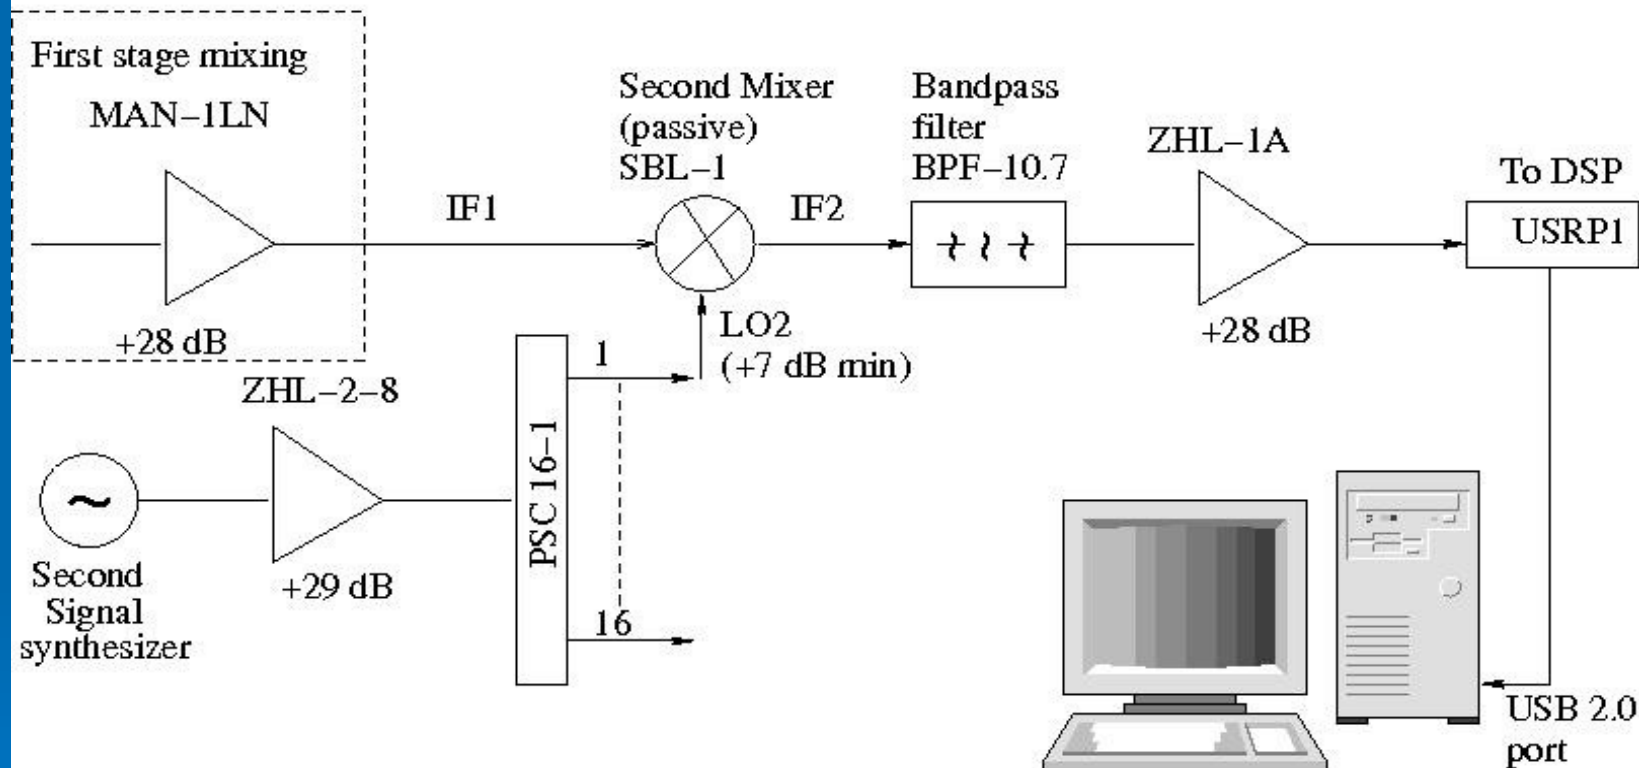 First stage mixing
MAN-1LN
+28 dB
IF1
Second Mixer
(passive)
SBL-1
IF2
Bandpass
filter
BPF-10.7
ZHL-1A
+28 dB
To DSP
USRP1
LO2
(+7 dB min)
ZHL-2-8
+29 dB
Second
Signal
synthesizer
PSC 16-1
1
16
USB 2.0
port